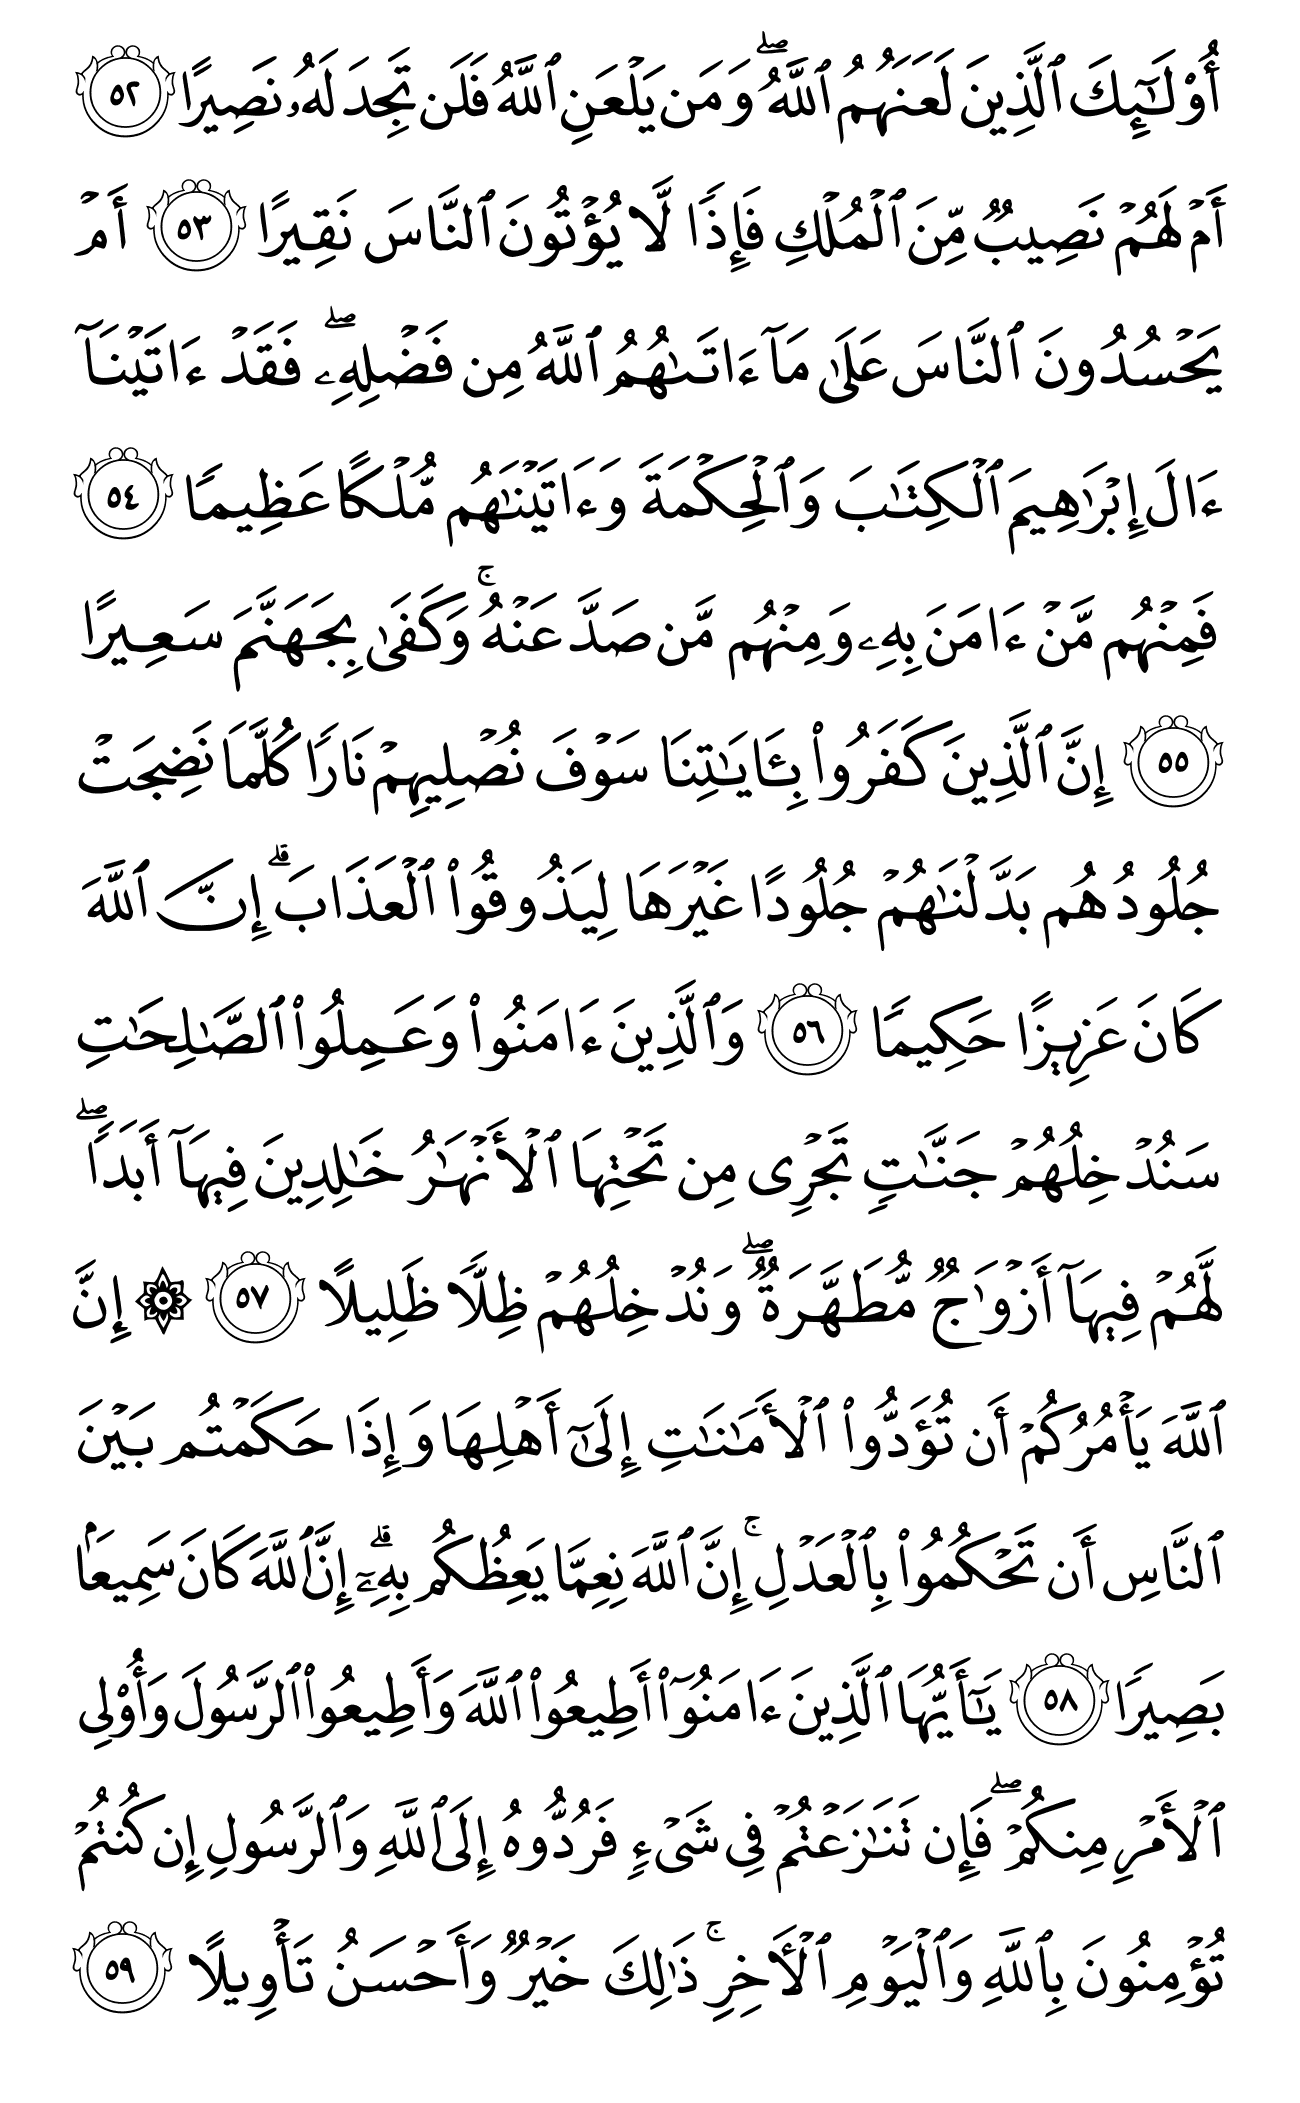 أُوْلَـٰٓئِكَ ٱلَّذِينَ لَعَنَهُمُ ٱللَّهُۖ وَمَن يَلۡعَنِ ٱللَّهُ فَلَن تَجِدَ لَهُۥ نَصِيرًا ٥٢
أَمۡ لَهُمۡ نَصِيبٞ مِّنَ ٱلۡمُلۡكِ فَإِذٗا لَّا يُؤۡتُونَ ٱلنَّاسَ نَقِيرًا ٥٣ أَمۡ
يَحۡسُدُونَ ٱلنَّاسَ عَلَىٰ مَآ ءَاتَىٰهُمُ ٱللَّهُ مِن فَضۡلِهِۦۖ فَقَدۡ ءَاتَيۡنَآ
ءَالَ إِبۡرَٰهِيمَ ٱلۡكِتَٰبَ وَٱلۡحِكۡمَةَ وَءَاتَيۡنَٰهُم مُّلۡكًا عَظِيمٗا ٥٤
فَمِنۡهُم مَّنۡ ءَامَنَ بِهِۦ وَمِنۡهُم مَّن صَدَّ عَنۡهُۚ وَكَفَىٰ بِجَهَنَّمَ سَعِيرًا
٥٥ إِنَّ ٱلَّذِينَ كَفَرُواْ بِـَٔايَٰتِنَا سَوۡفَ نُصۡلِيهِمۡ نَارٗا كُلَّمَا نَضِجَتۡ
جُلُودُهُم بَدَّلۡنَٰهُمۡ جُلُودًا غَيۡرَهَا لِيَذُوقُواْ ٱلۡعَذَابَۗ إِنَّ ٱللَّهَ
كَانَ عَزِيزًا حَكِيمٗا ٥٦ وَٱلَّذِينَ ءَامَنُواْ وَعَمِلُواْ ٱلصَّٰلِحَٰتِ
سَنُدۡخِلُهُمۡ جَنَّٰتٖ تَجۡرِي مِن تَحۡتِهَا ٱلۡأَنۡهَٰرُ خَٰلِدِينَ فِيهَآ أَبَدٗاۖ
لَّهُمۡ فِيهَآ أَزۡوَٰجٞ مُّطَهَّرَةٞۖ وَنُدۡخِلُهُمۡ ظِلّٗا ظَلِيلًا ٥٧ ۞ إِنَّ
ٱللَّهَ يَأۡمُرُكُمۡ أَن تُؤَدُّواْ ٱلۡأَمَٰنَٰتِ إِلَىٰٓ أَهۡلِهَا وَإِذَا حَكَمۡتُم بَيۡنَ
ٱلنَّاسِ أَن تَحۡكُمُواْ بِٱلۡعَدۡلِۚ إِنَّ ٱللَّهَ نِعِمَّا يَعِظُكُم بِهِۦٓۗ إِنَّ ٱللَّهَ كَانَ سَمِيعَۢا
بَصِيرٗا ٥٨ يَـٰٓأَيُّهَا ٱلَّذِينَ ءَامَنُوٓاْ أَطِيعُواْ ٱللَّهَ وَأَطِيعُواْ ٱلرَّسُولَ وَأُوْلِي
ٱلۡأَمۡرِ مِنكُمۡۖ فَإِن تَنَٰزَعۡتُمۡ فِي شَيۡءٖ فَرُدُّوهُ إِلَى ٱللَّهِ وَٱلرَّسُولِ إِن كُنتُمۡ
تُؤۡمِنُونَ بِٱللَّهِ وَٱلۡيَوۡمِ ٱلۡأٓخِرِۚ ذَٰلِكَ خَيۡرٞ وَأَحۡسَنُ تَأۡوِيلًا ٥٩